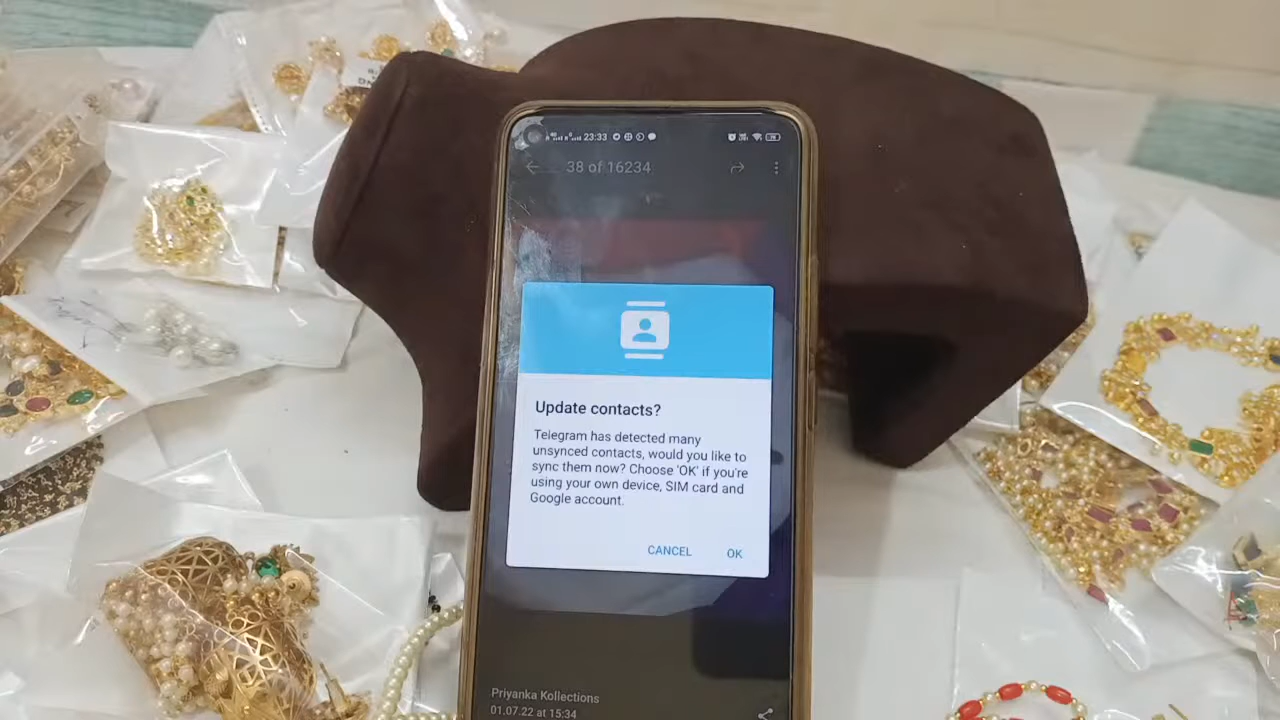 23:33
38 of 16234
Update contacts?
Telegram has detected many
unsynced contacts, would you like to
sync them now? Choose 'OK' if you're
using your own device, SIM card and
Google account.
CANCEL OK
Priyanka Kollections
01.07.22 at 15:34